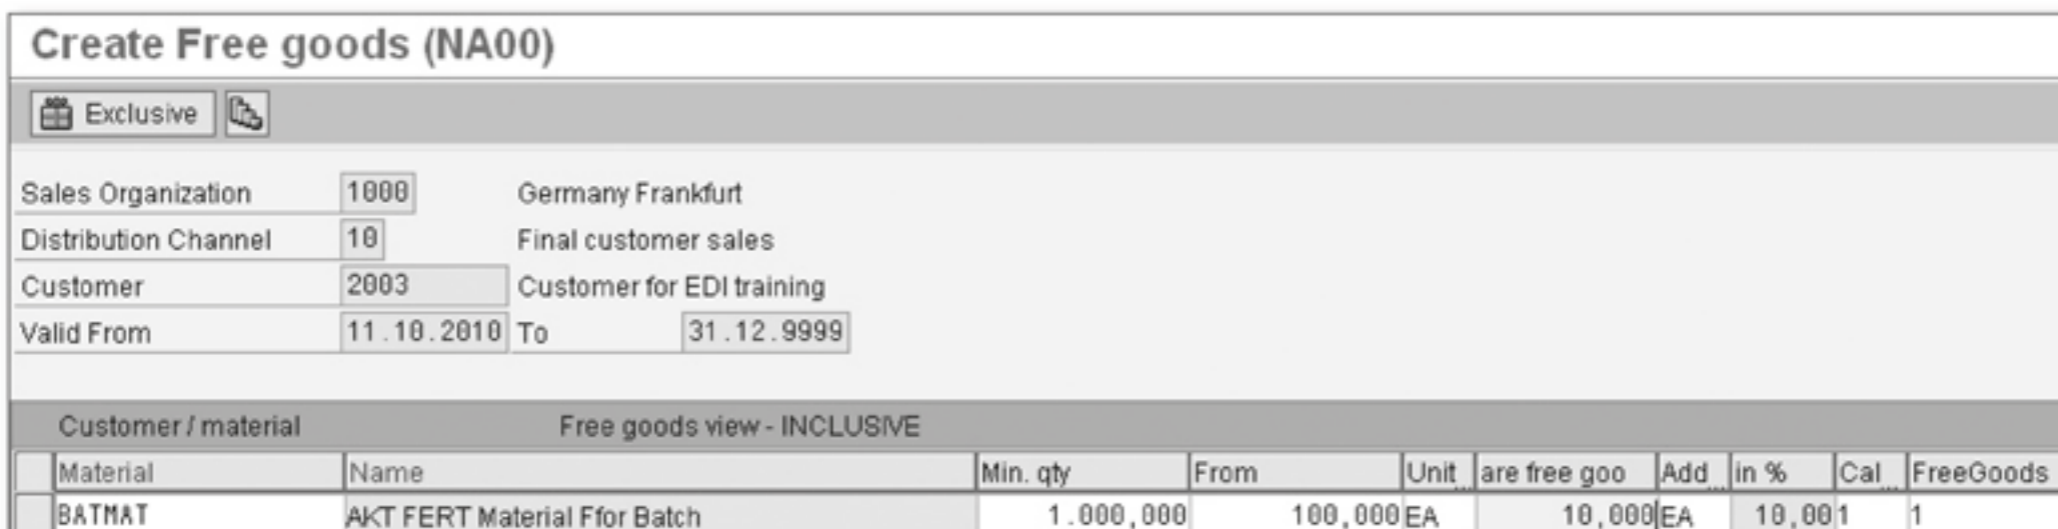 Create Free goods (NA00)
Exclusive
Sales Organization 1000 Germany Frankfurt
Distribution Channel 10 Final customer sales
Customer 2003 Customer for EDI training
Valid From 11.10.2010 To 31.12.9999
Customer / material Free goods view - INCLUSIVE
Material Name Min. qty From Unit.. are free goo Add.. in % Cal.. FreeGoods
BATMAT AKT FERT Material Ffor Batch 1.000,000 100,000 EA 10,000 EA 10,00 1 1